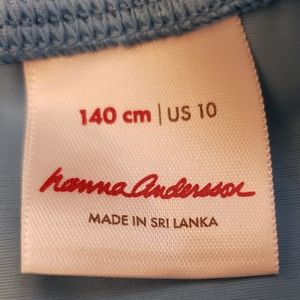 140 cm | US 10
hanna Andersson
MADE IN SRI LANKA